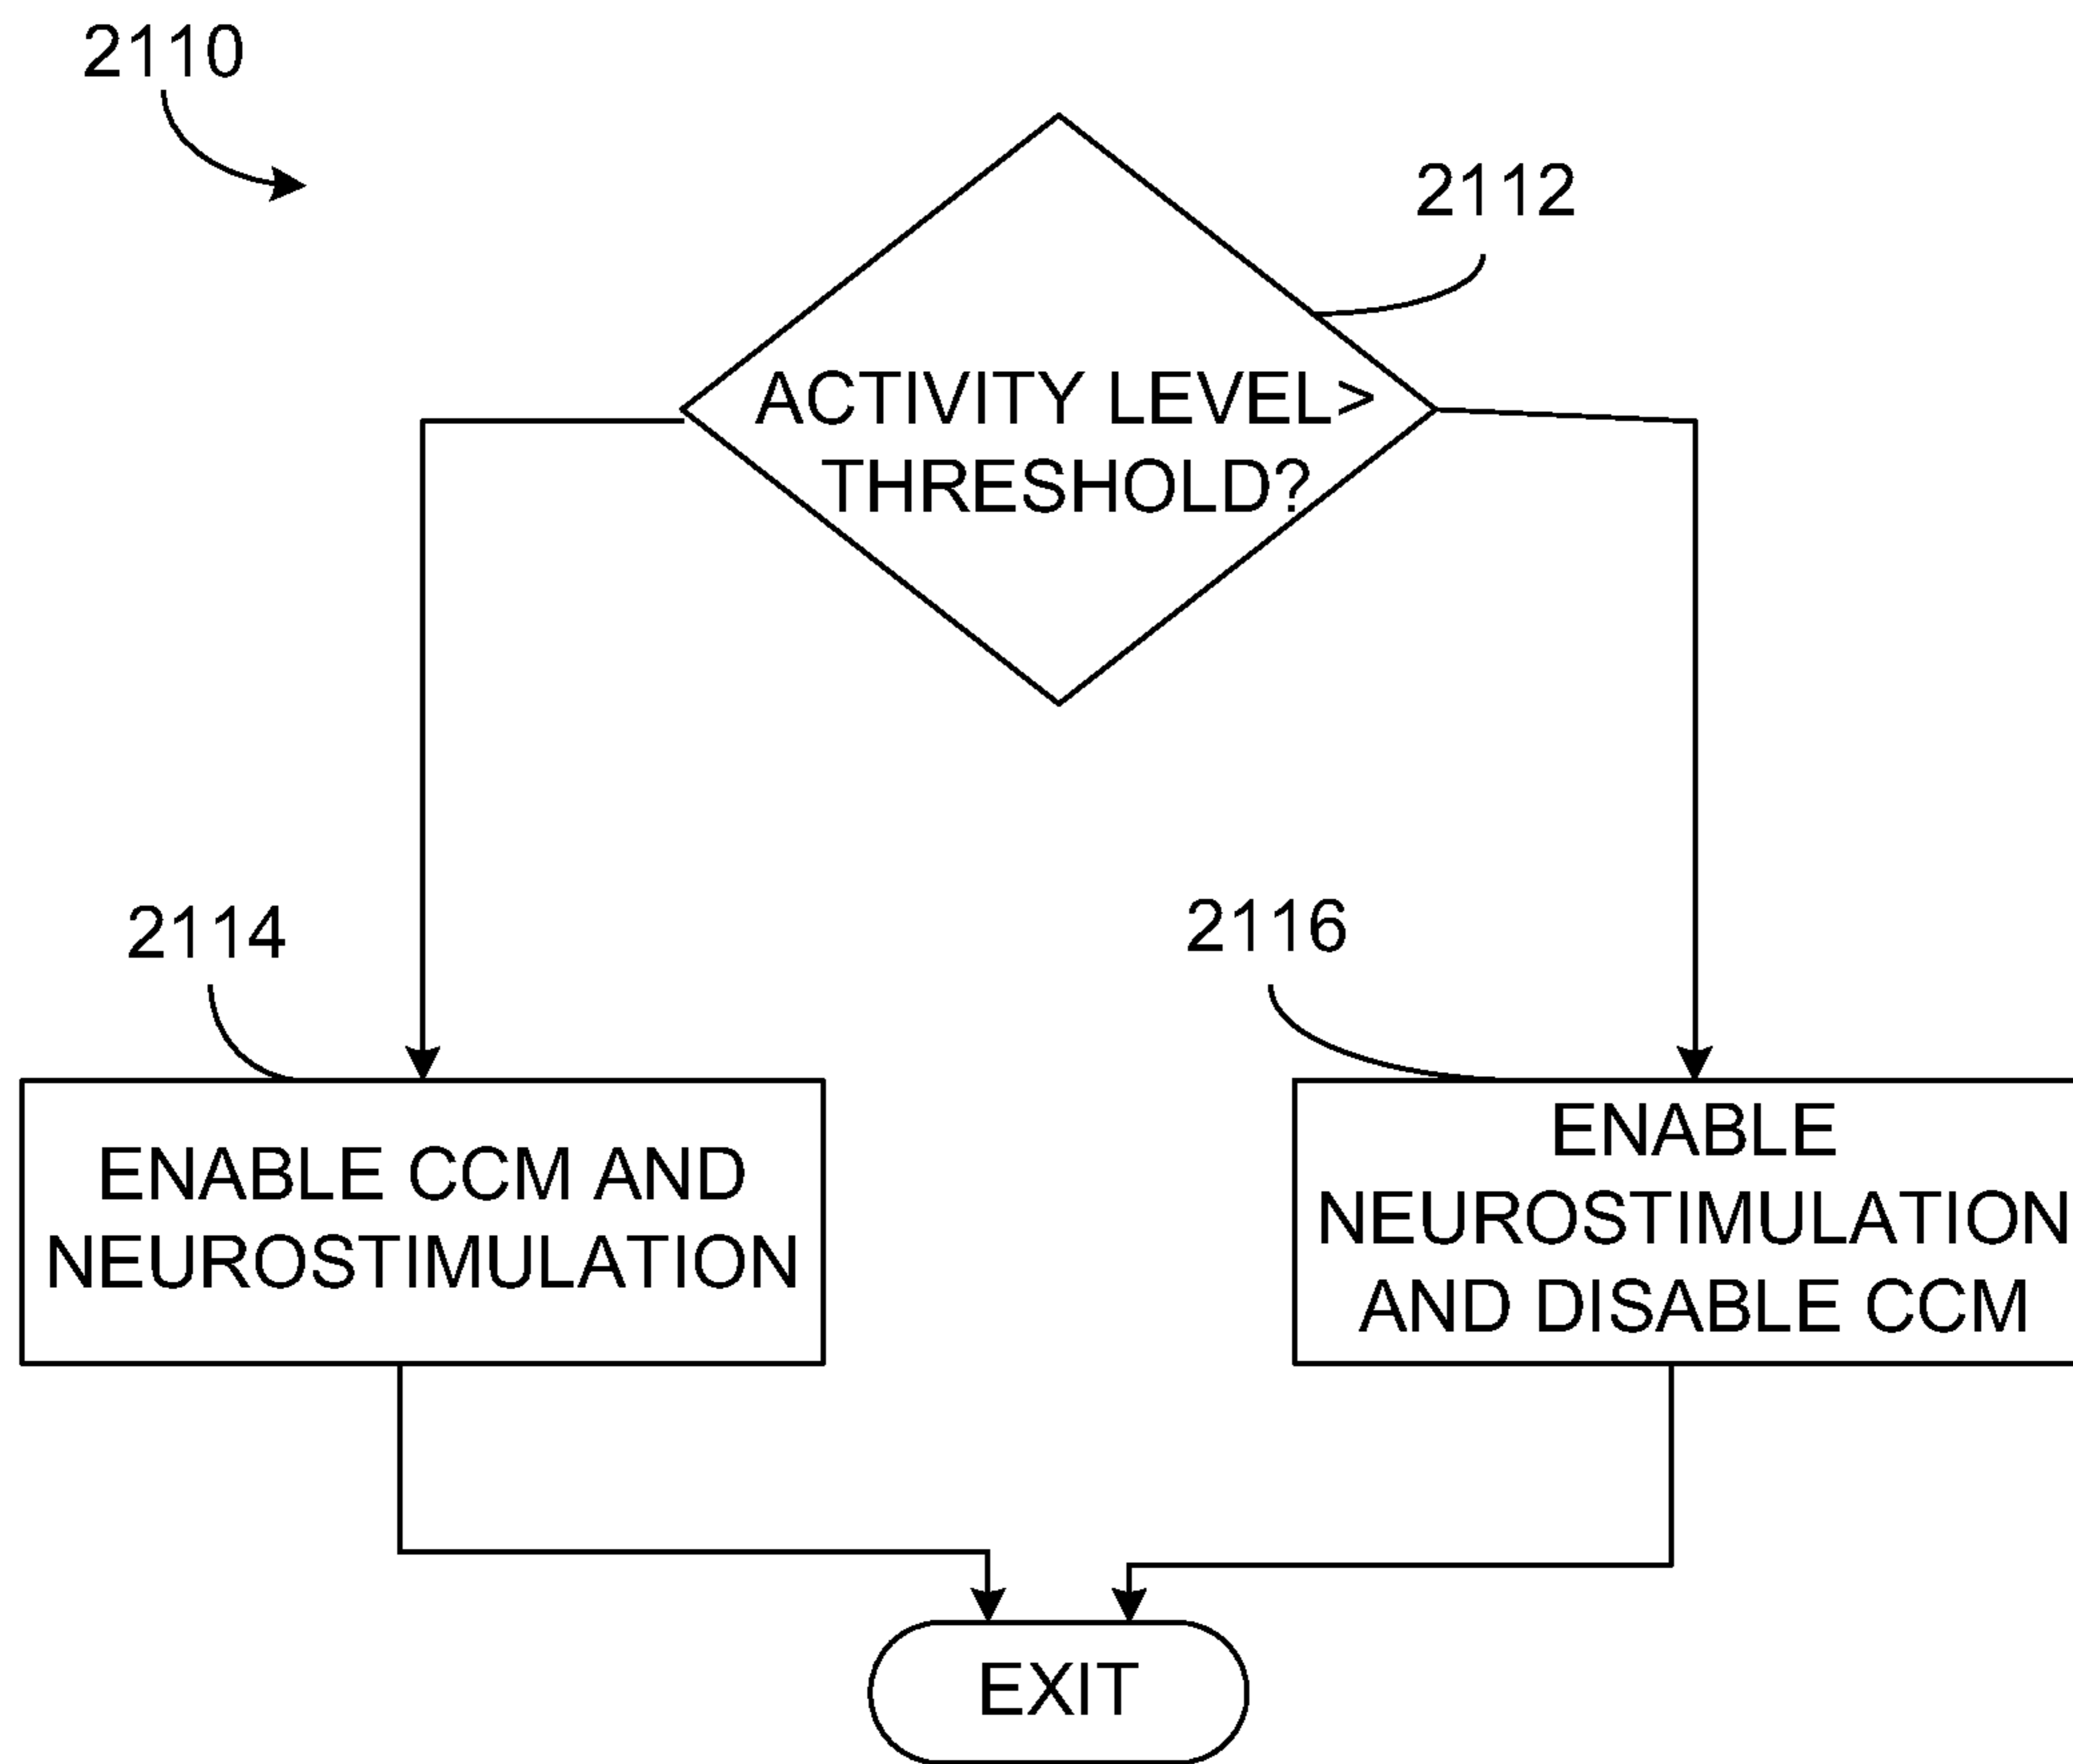 2110
2112
ACTIVITY LEVEL>
THRESHOLD?
2114
2116
ENABLE CCM AND
NEUROSTIMULATION
ENABLE
NEUROSTIMULATION
AND DISABLE CCM
EXIT